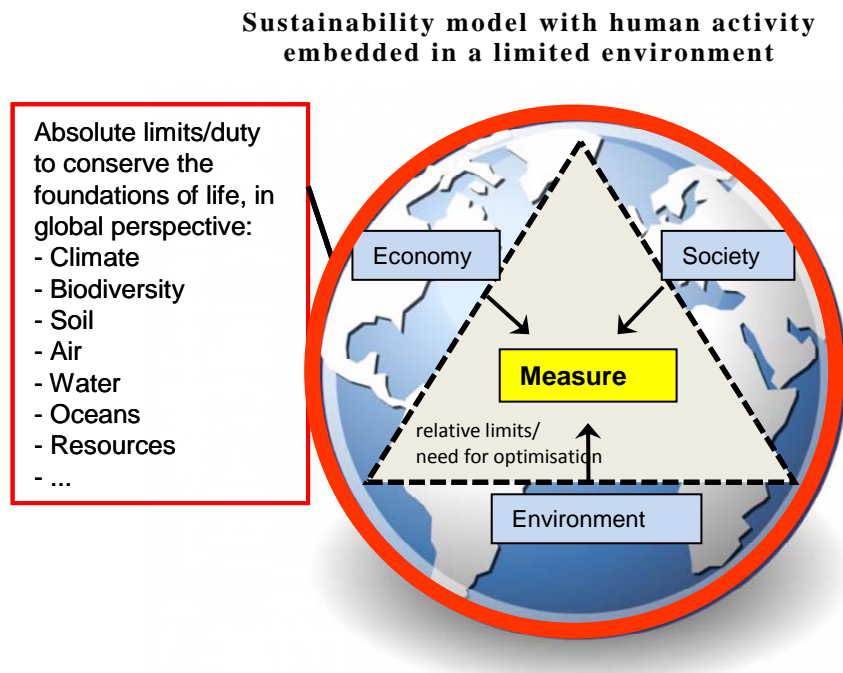 Sustainability model with human activity
embedded in a limited environment
Absolute limits/duty
to conserve the
foundations of life, in
global perspective:
- Climate
- Biodiversity
- Soil
- Air
- Water
- Oceans
- Resources
- ...
Economy
Society
Measure
relative limits/
need for optimisation
Environment